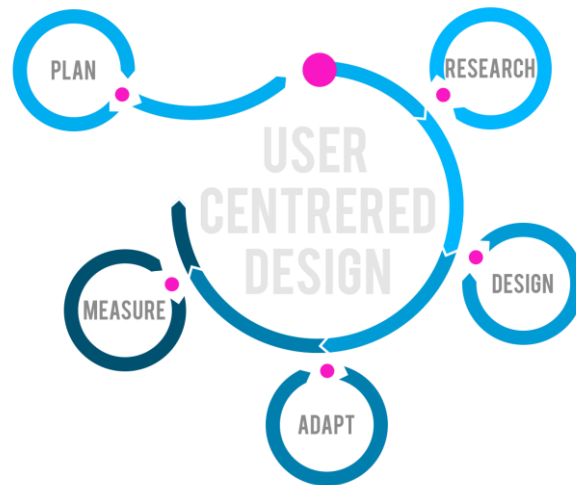 PLAN
RESEARCH
USER
CENTRERED
DESIGN
DESIGN
MEASURE
ADAPT